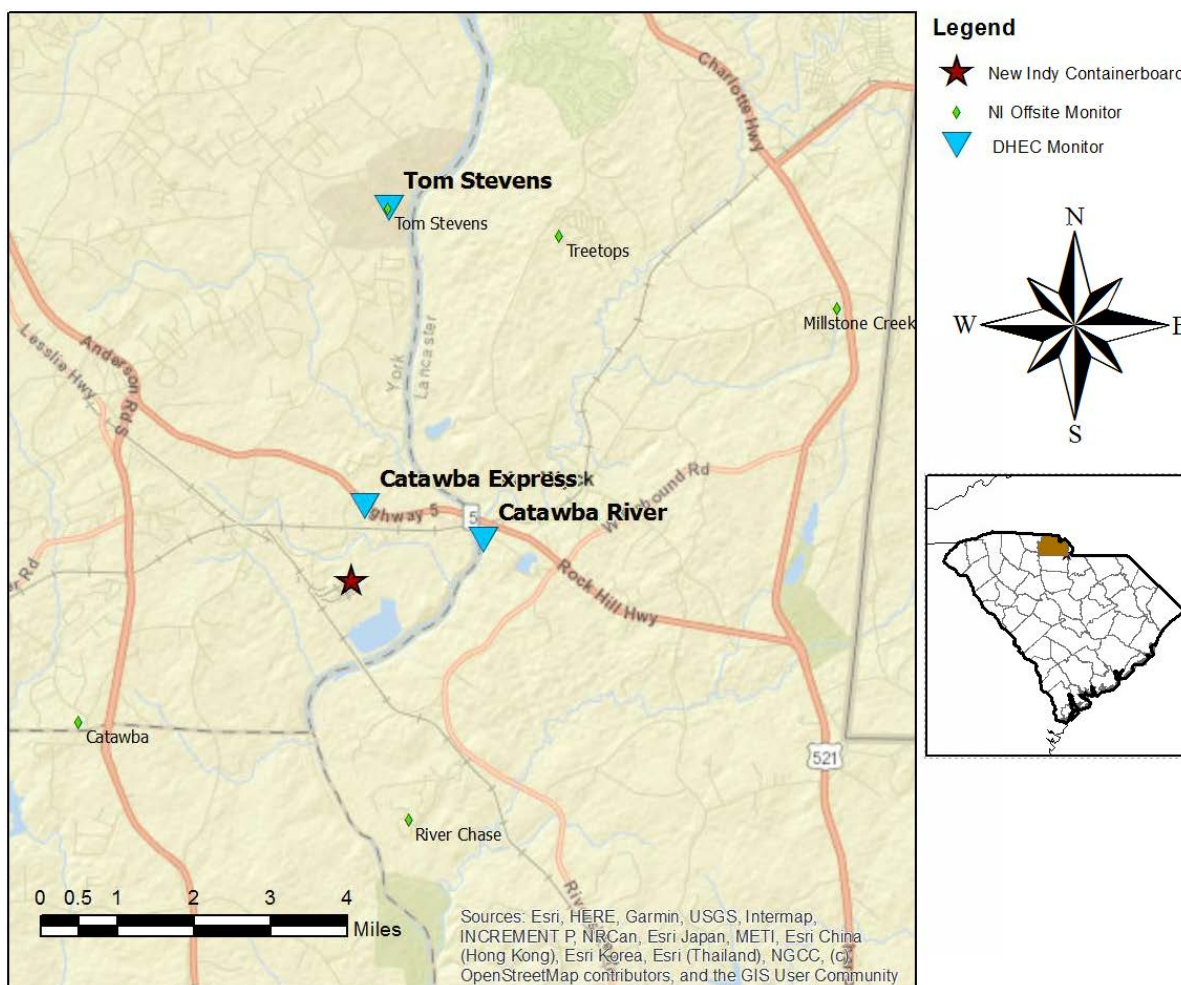 Legend
New Indy Containerboard
NI Offsite Monitor
DHEC Monitor
N
W
E
S
Charlotte Hwy
Tom Stevens
Tom Stevens
Treetops
Millstone Creek
York
Lancaster
Lesslie Hwy
Anderson Rd S
Catawba Express
Highway 5
5
Catawba River
Rock Hill Hwy
521
Catawba
River Chase
0 0.5 1 2 3 4
Miles
Sources: Esri, HERE, Garmin, USGS, Intermap,
INCREMENT P, NRCan, Esri Japan, METI, Esri China
(Hong Kong), Esri Korea, Esri (Thailand), NGCC, (c)
OpenStreetMap contributors, and the GIS User Community